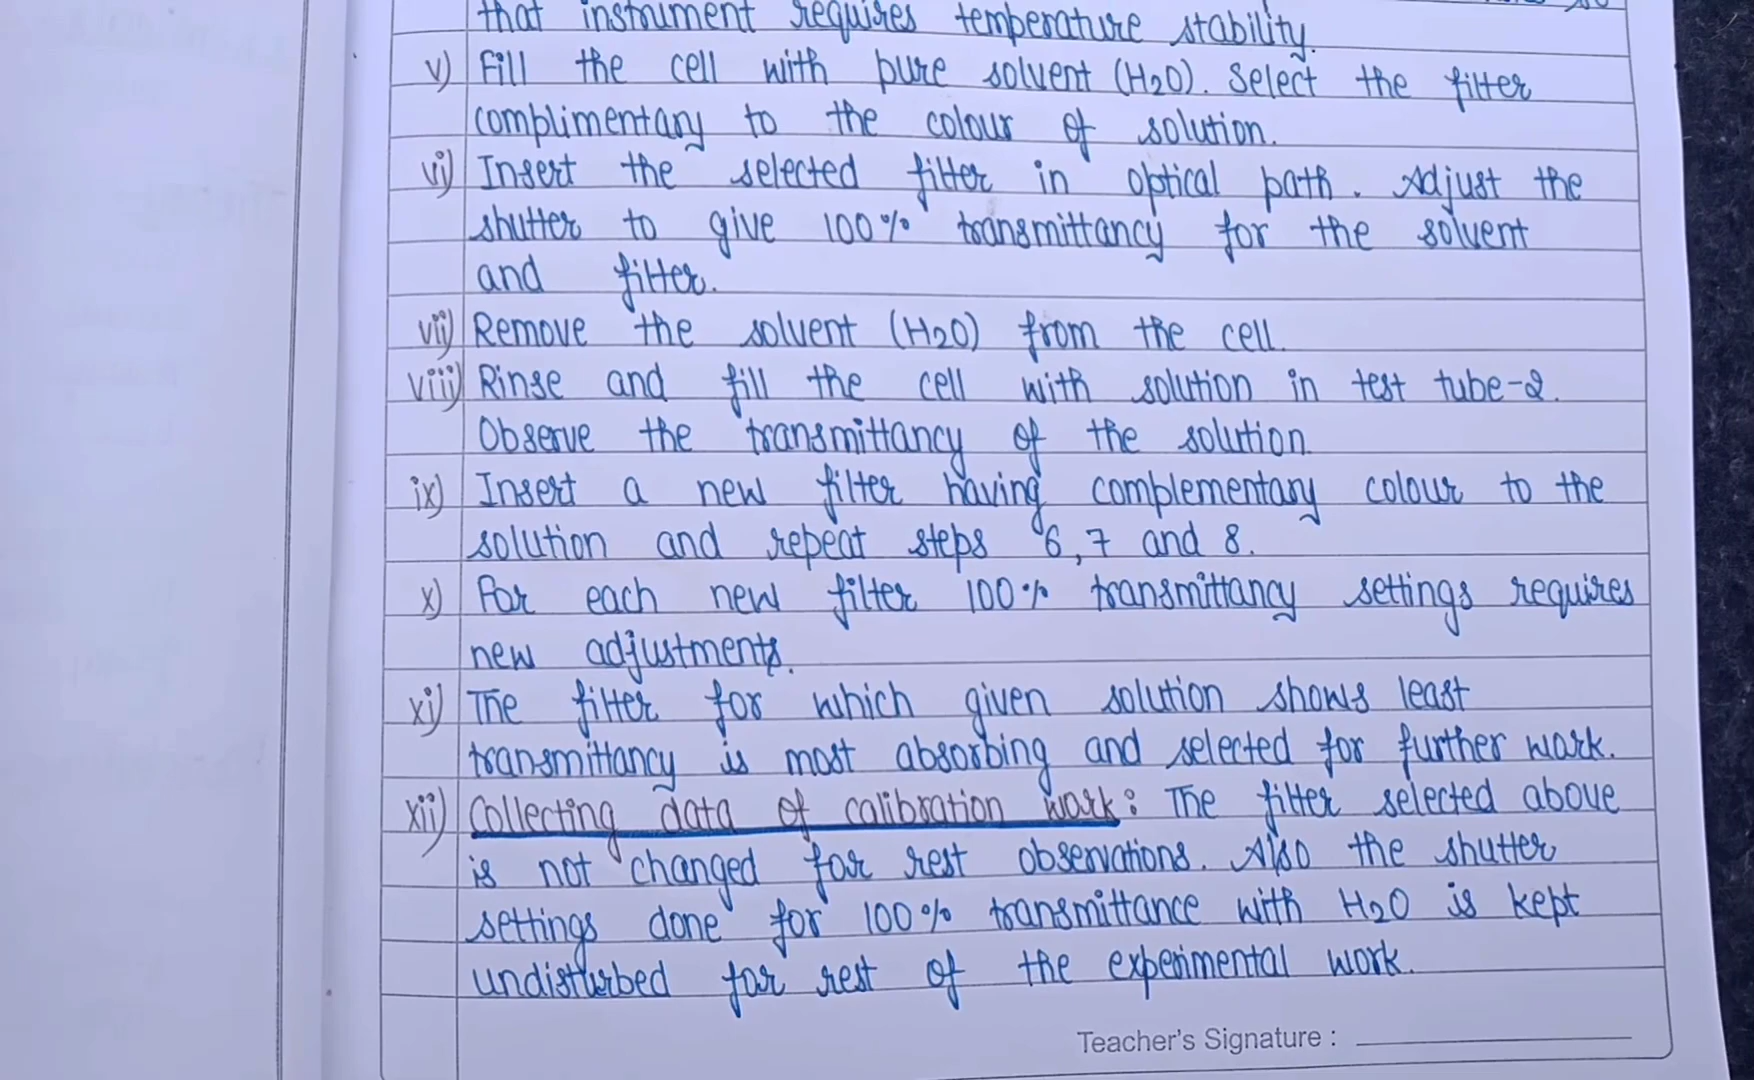 that instrument requires temperature stability.
v) Fill the cell with pure solvent (H2O). Select the filter
complimentary to the colour of solution.
vi) Insert the selected filter in optical path. Adjust the
shutter to give 100% transmittancy for the solvent
and filter.
vii) Remove the solvent (H2O) from the cell.
viii) Rinse and fill the cell with solution in test tube-2.
Observe the transmittancy of the solution.
ix) Insert a new filter having complementary colour to the
solution and repeat steps 6, 7 and 8.
x) For each new filter 100% transmittancy settings requires
new adjustments.
xi) The filter for which given solution shows least
transmittancy is most absorbing and selected for further work.
xii) Collecting data of calibration work: The filter selected above
is not changed for rest observations. Also the shutter
settings done for 100% transmittance with H2O is kept
undisturbed for rest of the experimental work.
Teacher's Signature :